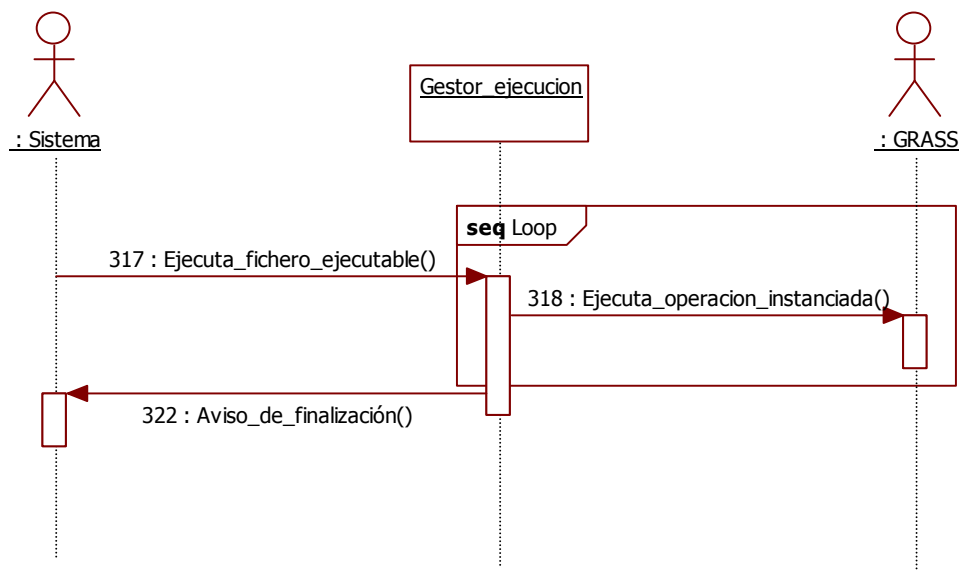 Gestor_ejecucion
: Sistema
: GRASS
seq Loop
317 : Ejecuta_fichero_ejecutable()
318 : Ejecuta_operacion_instanciada()
322 : Aviso_de_finalización()